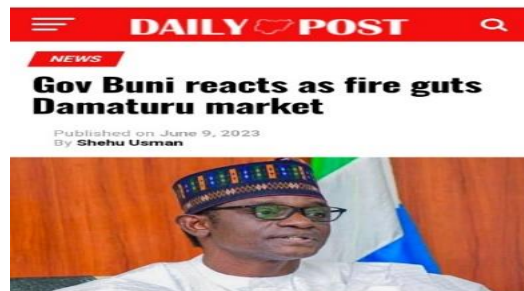 DAILY POST
NEWS
Gov Buni reacts as fire guts
Damaturu market
Published on June 9, 2023
By Shehu Usman